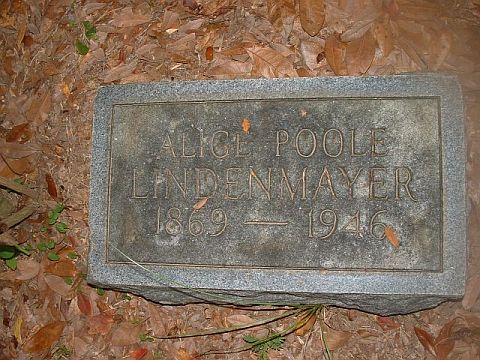 ALICE POOLE
LINDENMAYER
1869 — 1946